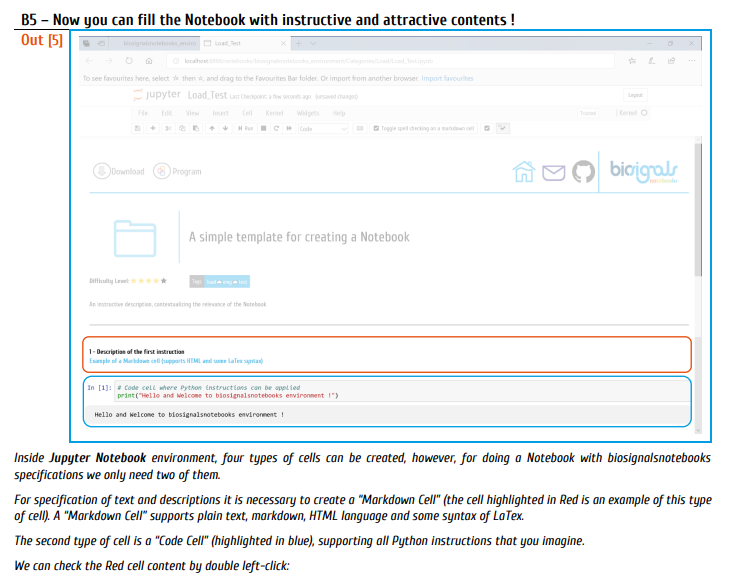 B5 – Now you can fill the Notebook with instructive and attractive contents !
Out [5]
biosignalsnotebooks_environ Load_Test
To see favourites here, select then, and drag to the Favourites Bar folder. Or import from another browser. Import favourites
Jupyter Load_Test Last Checkpoint: a few seconds ago (unsaved changes)
Logout
File Edit View Insert Cell Kernel Widgets Help
Trusted Kernel
Run Code Toggle spell checking on a markdown cell
Download Program
biosignals
notebooks
A simple template for creating a Notebook
Difficulty Level:
Tags
An instructive description, contextualizing the relevance of the Notebook
1 - Description of the first instruction
Example of a Markdown cell (supports HTML and some LaTex syntax)
In [1]: # Code cell where Python instructions can be applied
print("Hello and Welcome to biosignalsnotebooks environment !")
Hello and Welcome to biosignalsnotebooks environment !
Inside Jupyter Notebook environment, four types of cells can be created, however, for doing a Notebook with biosignalsnotebooks
specifications we only need two of them.
For specification of text and descriptions it is necessary to create a "Markdown Cell" (the cell highlighted in Red is an example of this type
of cell). A "Markdown Cell" supports plain text, markdown, HTML language and some syntax of LaTex.
The second type of cell is a "Code Cell" (highlighted in blue), supporting all Python instructions that you imagine.
We can check the Red cell content by double left-click: